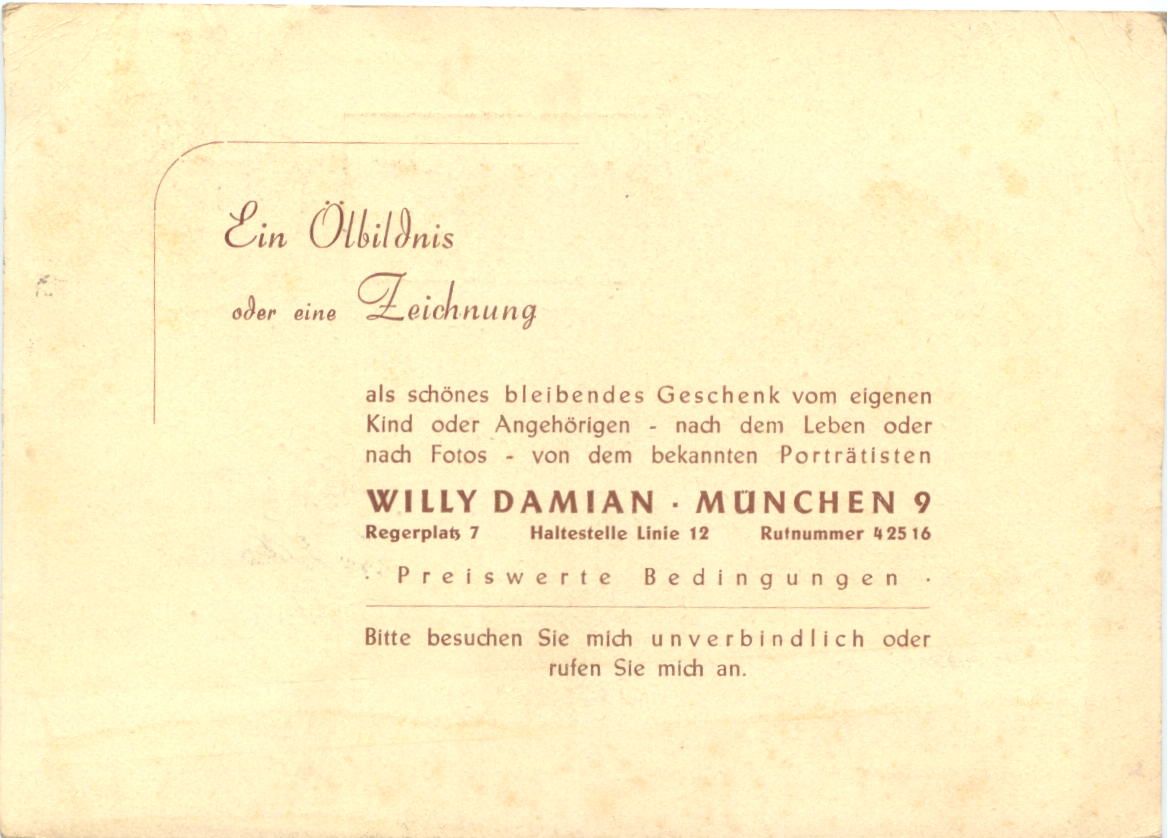 Ein Ölbildnis
oder eine Zeichnung
als schönes bleibendes Geschenk vom eigenen
Kind oder Angehörigen - nach dem Leben oder
nach Fotos - von dem bekannten Porträtisten
WILLY DAMIAN · MÜNCHEN 9
Regerplatz 7 Haltestelle Linie 12 Rufnummer 42516
· Preiswerte Bedingungen ·
Bitte besuchen Sie mich unverbindlich oder
rufen Sie mich an.